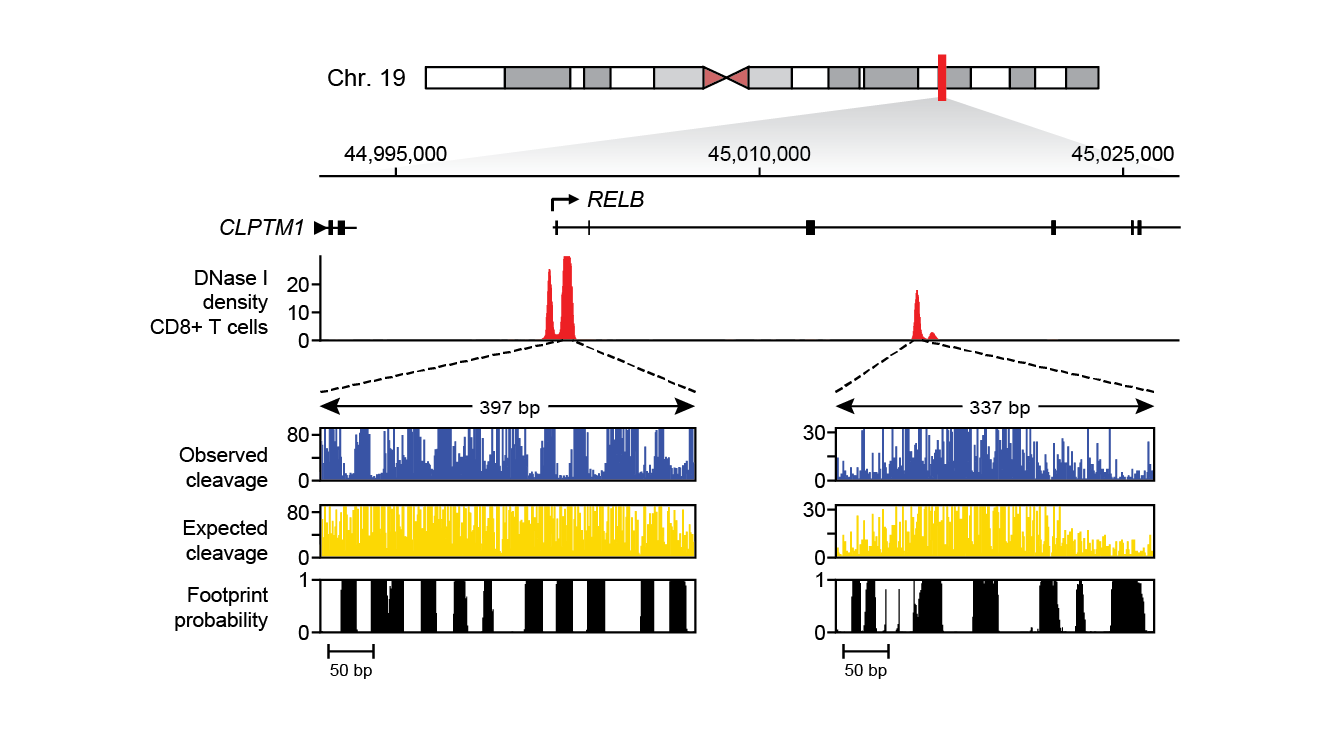 Chr. 19
44,995,000 45,010,000 45,025,000
RELB
CLPTM1
DNase I
density
CD8+ T cells
20
10
0
397 bp 337 bp
Observed
cleavage
80
0
30
0
Expected
cleavage
80
0
30
0
Footprint
probability
1
0
1
0
50 bp 50 bp